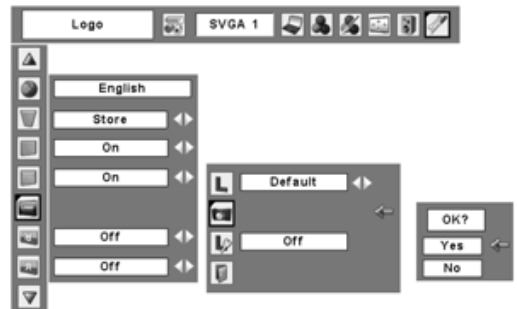 Logo
SVGA 1
English
Store
On
On
Off
Off
Default
Off
OK?
Yes
No